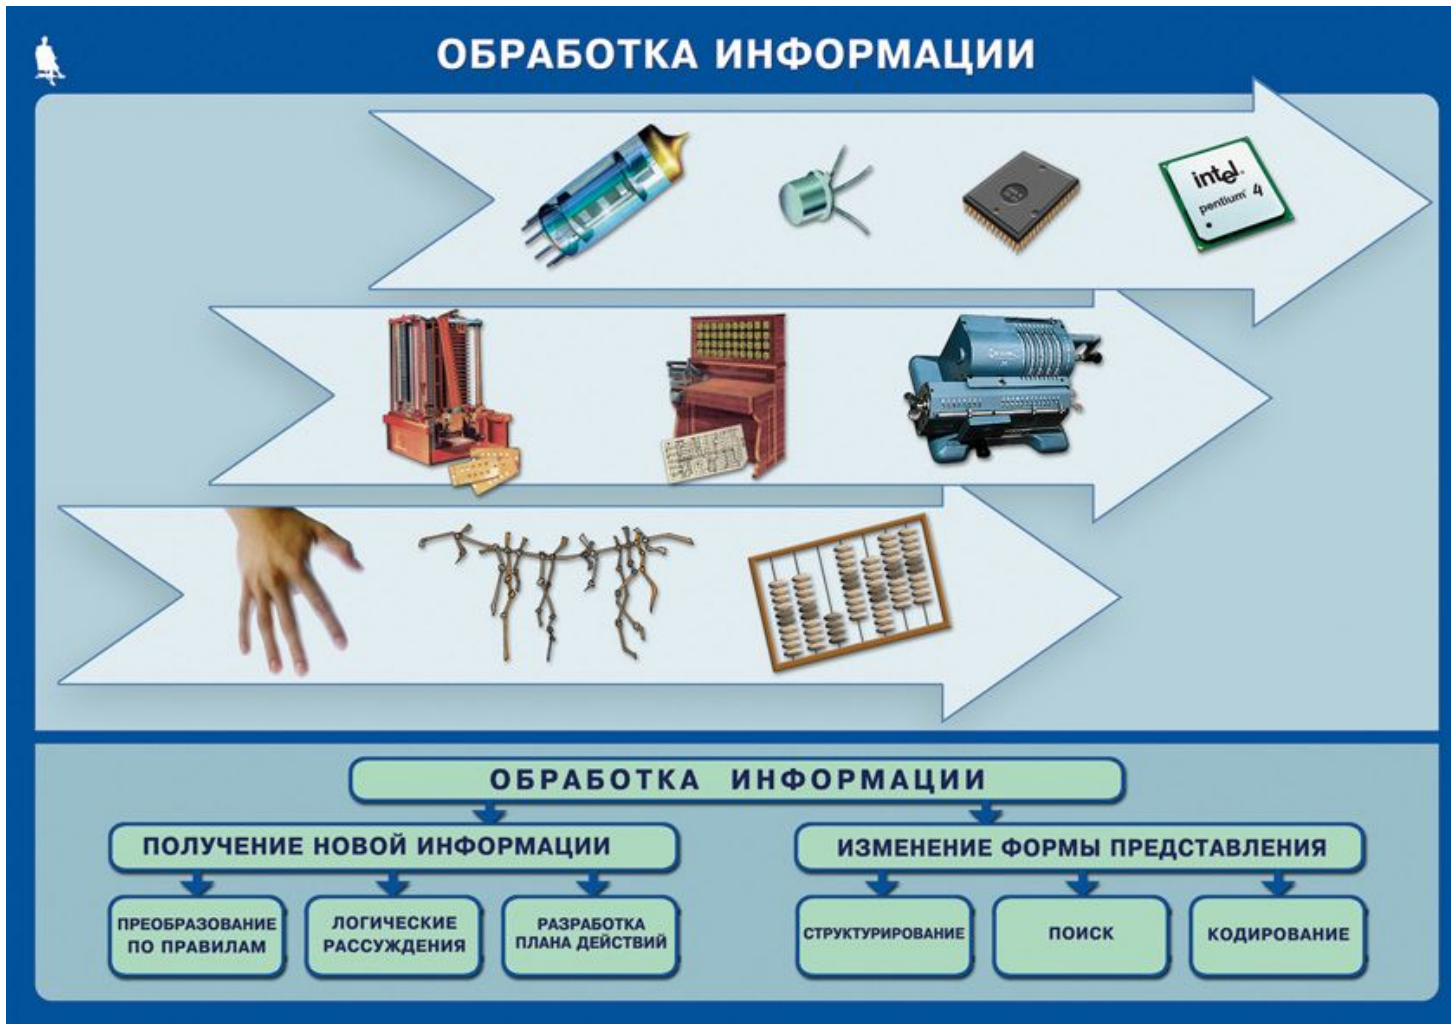 ОБРАБОТКА ИНФОРМАЦИИ
intel
pentium 4
ОБРАБОТКА ИНФОРМАЦИИ
ПОЛУЧЕНИЕ НОВОЙ ИНФОРМАЦИИ
ИЗМЕНЕНИЕ ФОРМЫ ПРЕДСТАВЛЕНИЯ
ПРЕОБРАЗОВАНИЕ
ПО ПРАВИЛАМ
ЛОГИЧЕСКИЕ
РАССУЖДЕНИЯ
РАЗРАБОТКА
ПЛАНА ДЕЙСТВИЙ
СТРУКТУРИРОВАНИЕ
ПОИСК
КОДИРОВАНИЕ